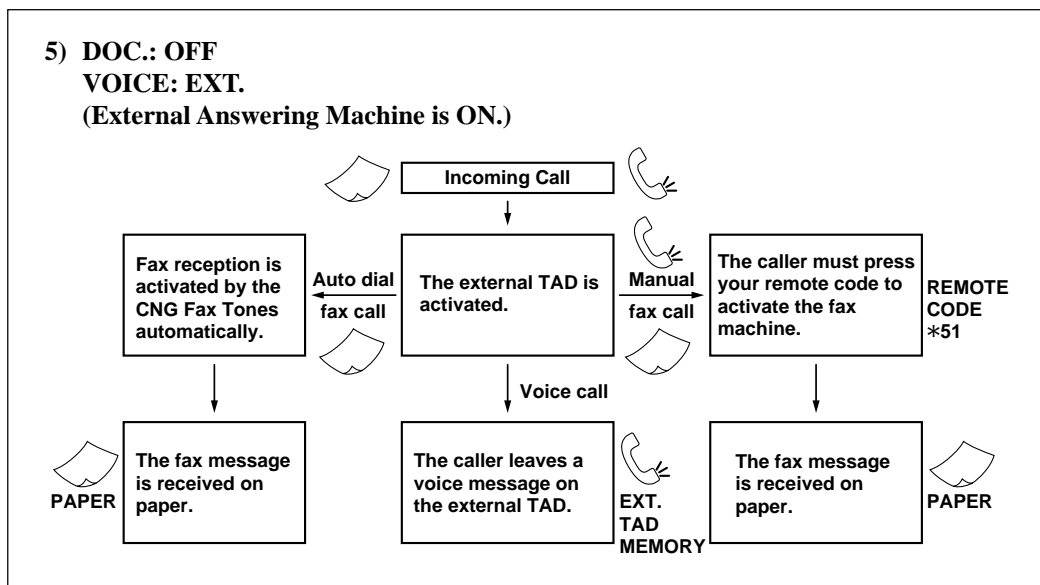 5) DOC.: OFF
VOICE: EXT.
(External Answering Machine is ON.)
Incoming Call
Fax reception is
activated by the
CNG Fax Tones
automatically.
Auto dial
fax call
The external TAD is
activated.
Manual
fax call
The caller must press
your remote code to
activate the fax
machine.
REMOTE
CODE
∗51
Voice call
PAPER
The fax message
is received on
paper.
The caller leaves a
voice message on
the external TAD.
EXT.
TAD
MEMORY
The fax message
is received on
paper.
PAPER